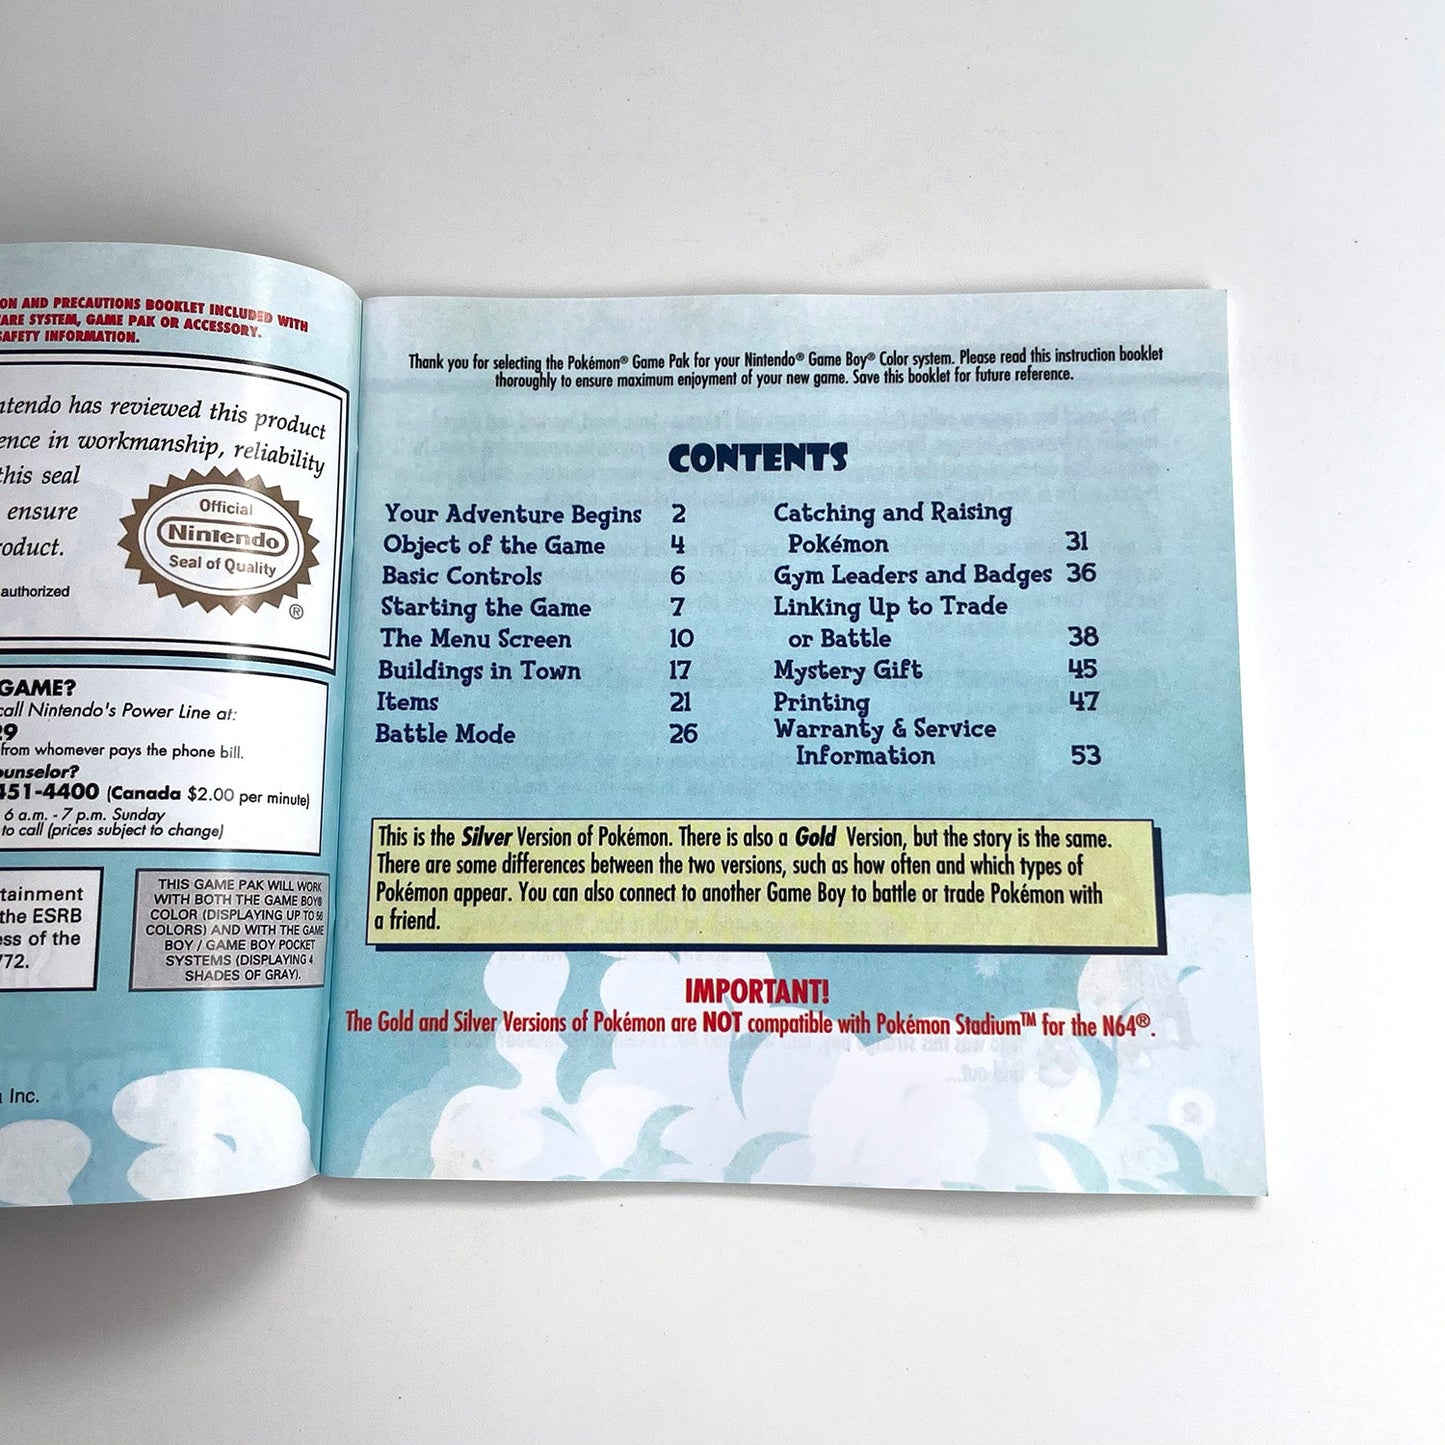 ON AND PRECAUTIONS BOOKLET INCLUDED WITH
ARE SYSTEM, GAME PAK OR ACCESSORY.
SAFETY INFORMATION.
ntendo has reviewed this product
ence in workmanship, reliability
this seal
ensure
roduct.
authorized
Official
Nintendo
Seal of Quality
®
GAME?
call Nintendo's Power Line at:
29
from whomever pays the phone bill.
ounselor?
451-4400 (Canada $2.00 per minute)
6 a.m. - 7 p.m. Sunday
to call (prices subject to change)
rtainment
the ESRB
ess of the
772.
THIS GAME PAK WILL WORK
WITH BOTH THE GAME BOY®
COLOR (DISPLAYING UP TO 56
COLORS) AND WITH THE GAME
BOY / GAME BOY POCKET
SYSTEMS (DISPLAYING 4
SHADES OF GRAY).
Inc.
Thank you for selecting the Pokémon® Game Pak for your Nintendo® Game Boy® Color system. Please read this instruction booklet
thoroughly to ensure maximum enjoyment of your new game. Save this booklet for future reference.
CONTENTS
Your Adventure Begins 2
Object of the Game 4
Basic Controls 6
Starting the Game 7
The Menu Screen 10
Buildings in Town 17
Items 21
Battle Mode 26
Catching and Raising
Pokémon 31
Gym Leaders and Badges 36
Linking Up to Trade
or Battle 38
Mystery Gift 45
Printing 47
Warranty & Service
Information 53
This is the Silver Version of Pokémon. There is also a Gold Version, but the story is the same.
There are some differences between the two versions, such as how often and which types of
Pokémon appear. You can also connect to another Game Boy to battle or trade Pokémon with
a friend.
IMPORTANT!
The Gold and Silver Versions of Pokémon are NOT compatible with Pokémon Stadium™ for the N64®.